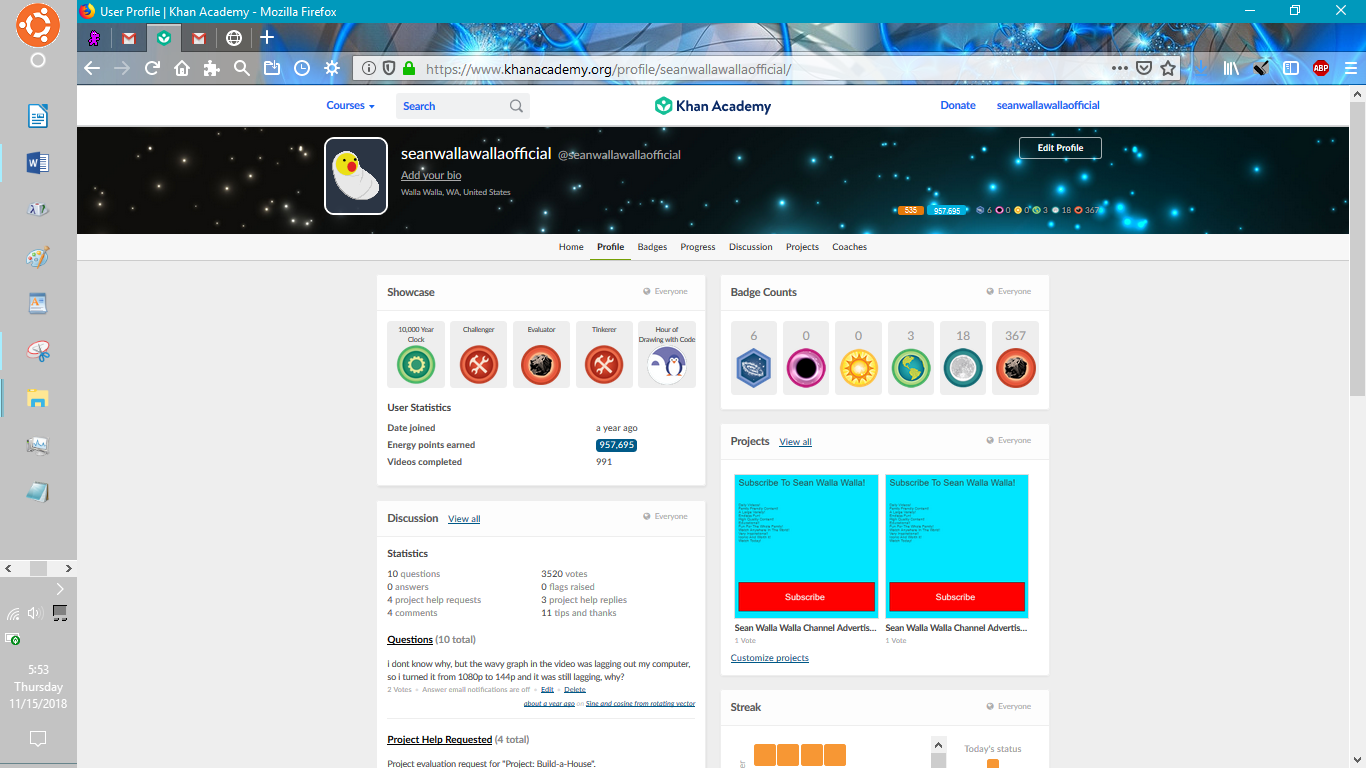 User Profile | Khan Academy - Mozilla Firefox
https://www.khanacademy.org/profile/seanwallawallaofficial/
ABP
Courses
Search
Khan Academy
Donate
seanwallawallaofficial
seanwallawallaofficial @seanwallawallaofficial
Add your bio
Walla Walla, WA, United States
Edit Profile
535 957,695 6 0 0 3 18 367
Home Profile Badges Progress Discussion Projects Coaches
Showcase
Everyone
10,000 Year
Clock
Challenger
Evaluator
Tinkerer
Hour of
Drawing with Code
User Statistics
Date joined a year ago
Energy points earned 957,695
Videos completed 991
Badge Counts
Everyone
6 0 0 3 18 367
Projects View all
Everyone
Subscribe To Sean Walla Walla!
Subscribe
Sean Walla Walla Channel Advertis...
1 Vote
Subscribe To Sean Walla Walla!
Subscribe
Sean Walla Walla Channel Advertis...
1 Vote
Customize projects
Discussion View all
Everyone
Statistics
10 questions 3520 votes
0 answers 0 flags raised
4 project help requests 3 project help replies
4 comments 11 tips and thanks
Questions (10 total)
i dont know why, but the wavy graph in the video was lagging out my computer,
so i turned it from 1080p to 144p and it was still lagging, why?
2 Votes • Answer email notifications are off • Edit • Delete
about a year ago on Sine and cosine from rotating vector
Project Help Requested (4 total)
Project evaluation request for "Project: Build-a-House".
Streak
Everyone
Today's status
5:53
Thursday
11/15/2018